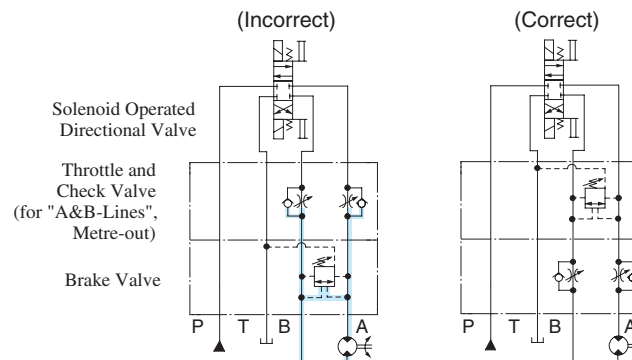 (Incorrect)
(Correct)
Solenoid Operated
Directional Valve
Throttle and
Check Valve
(for "A&B-Lines",
Metre-out)
Brake Valve
P T B A
P T B A